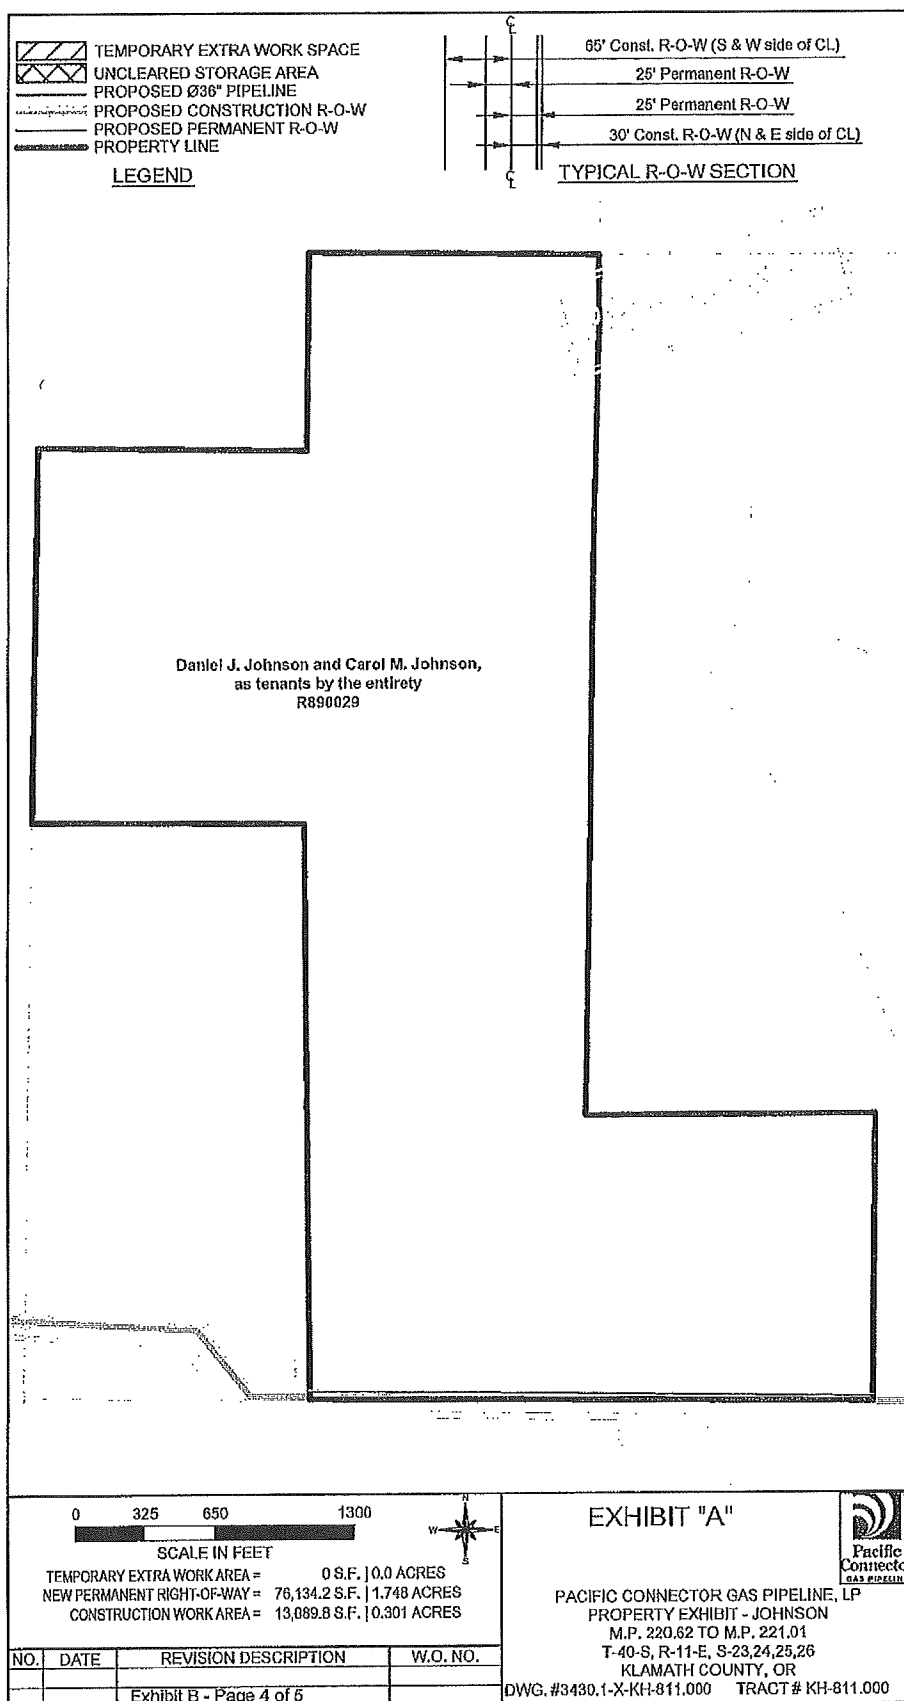 TEMPORARY EXTRA WORK SPACE
UNCLEARED STORAGE AREA
PROPOSED Ø36" PIPELINE
PROPOSED CONSTRUCTION R-O-W
PROPOSED PERMANENT R-O-W
PROPERTY LINE
LEGEND
65' Const. R-O-W (S & W side of CL)
25' Permanent R-O-W
25' Permanent R-O-W
30' Const. R-O-W (N & E side of CL)
TYPICAL R-O-W SECTION
Daniel J. Johnson and Carol M. Johnson,
as tenants by the entirety
R890029
0 325 650 1300
SCALE IN FEET
N
W E
S
TEMPORARY EXTRA WORK AREA = 0 S.F. | 0.0 ACRES
NEW PERMANENT RIGHT-OF-WAY = 76,134.2 S.F. | 1.748 ACRES
CONSTRUCTION WORK AREA = 13,089.8 S.F. | 0.301 ACRES
NO. DATE REVISION DESCRIPTION W.O. NO.
Exhibit B - Page 4 of 5
EXHIBIT "A"
Pacific
Connecto
GAS PIPELIN
PACIFIC CONNECTOR GAS PIPELINE, LP
PROPERTY EXHIBIT - JOHNSON
M.P. 220.62 TO M.P. 221.01
T-40-S, R-11-E, S-23,24,25,26
KLAMATH COUNTY, OR
DWG. #3430.1-X-KH-811.000 TRACT # KH-811.000